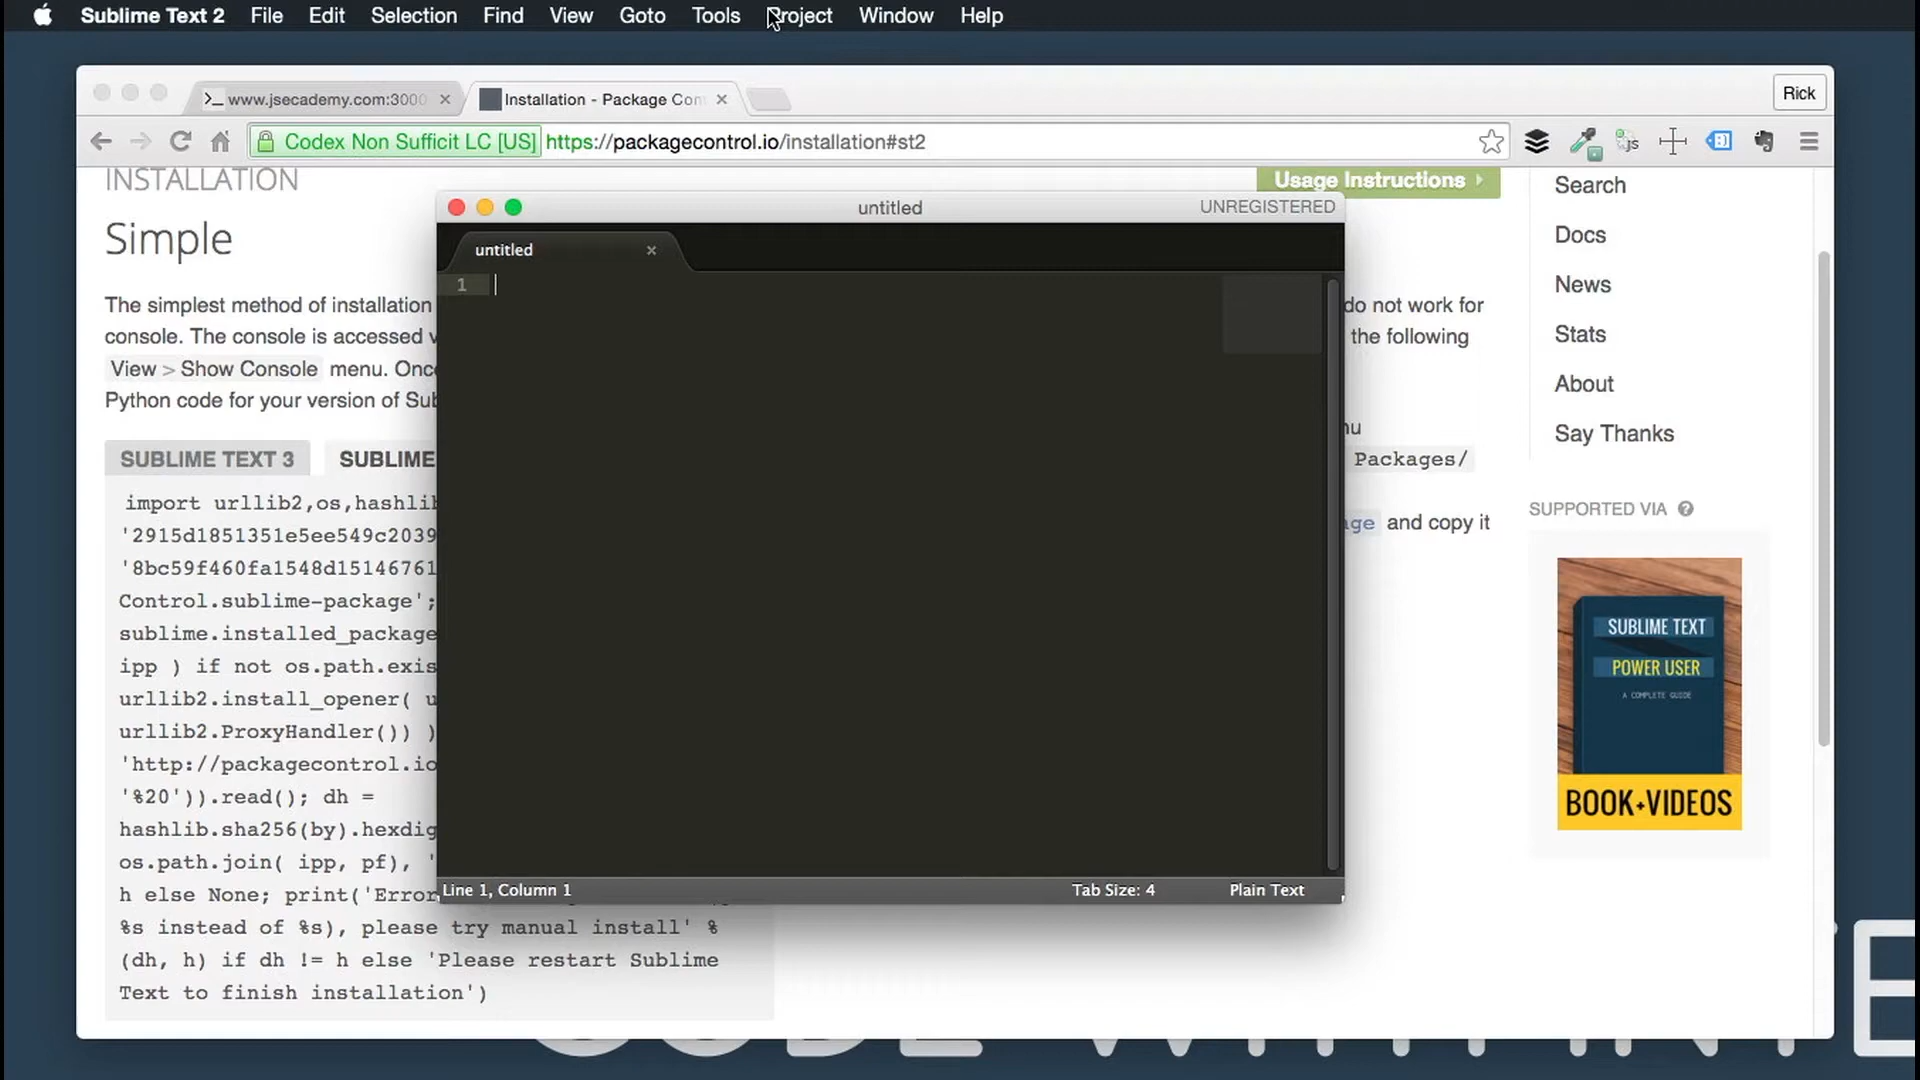 Sublime Text 2 File Edit Selection Find View Goto Tools Project Window Help
www.jsecademy.com:3000
Installation - Package Con
Rick
Codex Non Sufficit LC [US] https://packagecontrol.io/installation#st2
INSTALLATION
Usage Instructions
Simple
The simplest method of installation
console. The console is accessed v
View > Show Console menu. Once
Python code for your version of Sub
SUBLIME TEXT 3 SUBLIME
import urllib2,os,hashlib
'2915d1851351e5ee549c2039
'8bc59f460fa1548d15146761
Control.sublime-package';
sublime.installed_package
ipp ) if not os.path.exis
urllib2.install_opener( u
urllib2.ProxyHandler()) )
'http://packagecontrol.io
'%20')).read(); dh =
hashlib.sha256(by).hexdig
os.path.join( ipp, pf), '
h else None; print('Error
%s instead of %s), please try manual install' %
(dh, h) if dh != h else 'Please restart Sublime
Text to finish installation')
untitled
UNREGISTERED
untitled
1
Line 1, Column 1
Tab Size: 4
Plain Text
do not work for
the following
nu
Packages/
age and copy it
Search
Docs
News
Stats
About
Say Thanks
SUPPORTED VIA ?
SUBLIME TEXT
POWER USER
A COMPLETE GUIDE
BOOK+VIDEOS